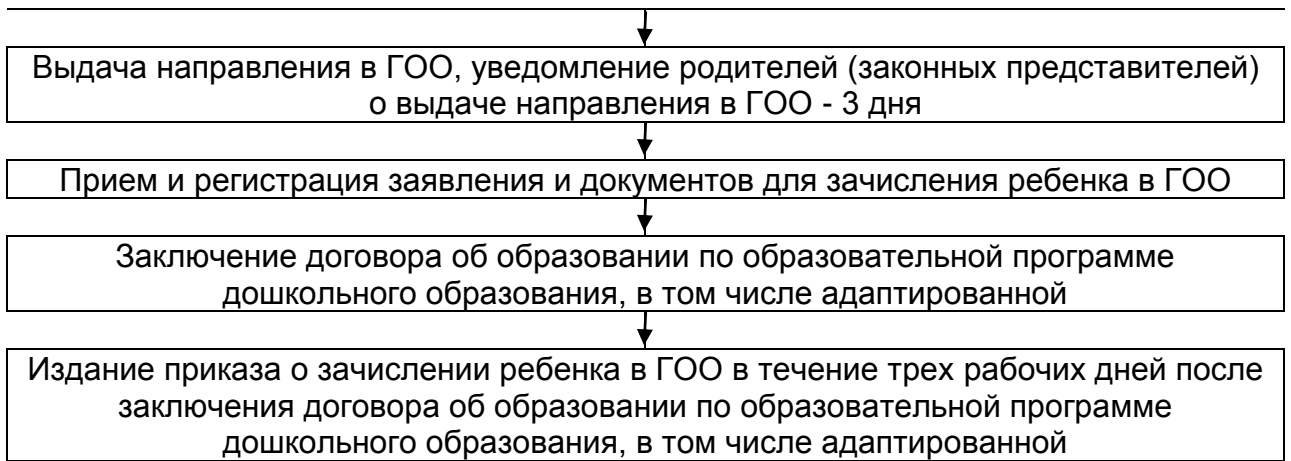 Выдача направления в ГОО, уведомление родителей (законных представителей)
о выдаче направления в ГОО - 3 дня
Прием и регистрация заявления и документов для зачисления ребенка в ГОО
Заключение договора об образовании по образовательной программе
дошкольного образования, в том числе адаптированной
Издание приказа о зачислении ребенка в ГОО в течение трех рабочих дней после
заключения договора об образовании по образовательной программе
дошкольного образования, в том числе адаптированной